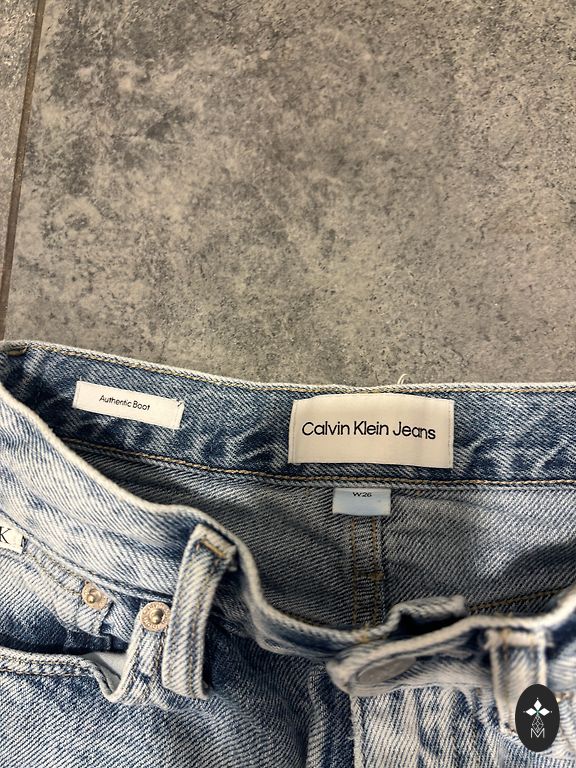 Authentic Boot
Calvin Klein Jeans
W26
K
M